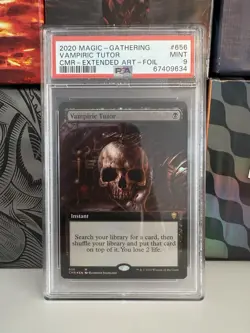 2020 MAGIC - GATHERING #656
VAMPIRIC TUTOR MINT
CMR - EXTENDED ART - FOIL 9
PSA 67409634
Vampiric Tutor
Instant
Search your library for a card, then
shuffle your library and put that card
on top of it. You lose 2 life.